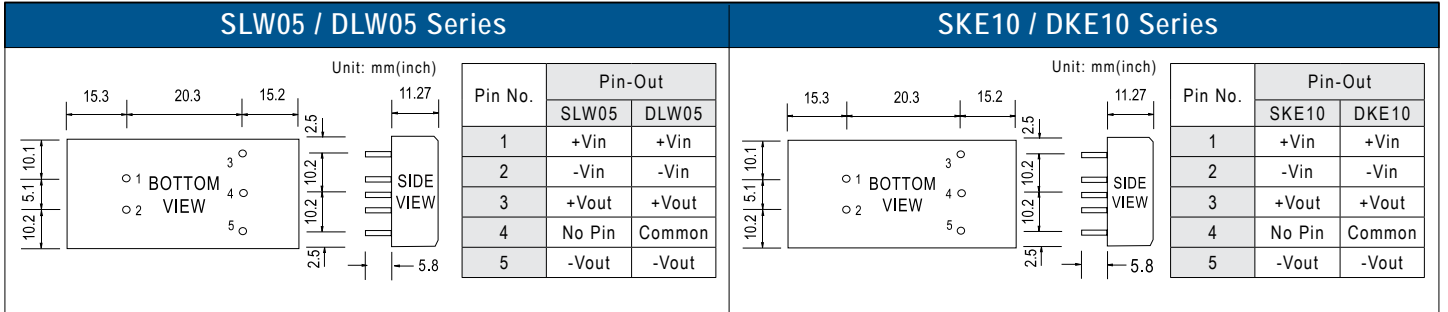 SLW05 / DLW05 Series
Unit: mm(inch)
15.3 20.3 15.2 11.27
2.5
10.1
5.1
10.2
10.2
10.2
2.5
3
1
4
2
5
BOTTOM
VIEW
SIDE
VIEW
5.8
Pin No. Pin-Out
SLW05 DLW05
1 +Vin +Vin
2 -Vin -Vin
3 +Vout +Vout
4 No Pin Common
5 -Vout -Vout
SKE10 / DKE10 Series
Unit: mm(inch)
15.3 20.3 15.2 11.27
2.5
10.1
5.1
10.2
10.2
10.2
2.5
3
1
4
2
5
BOTTOM
VIEW
SIDE
VIEW
5.8
Pin No. Pin-Out
SKE10 DKE10
1 +Vin +Vin
2 -Vin -Vin
3 +Vout +Vout
4 No Pin Common
5 -Vout -Vout